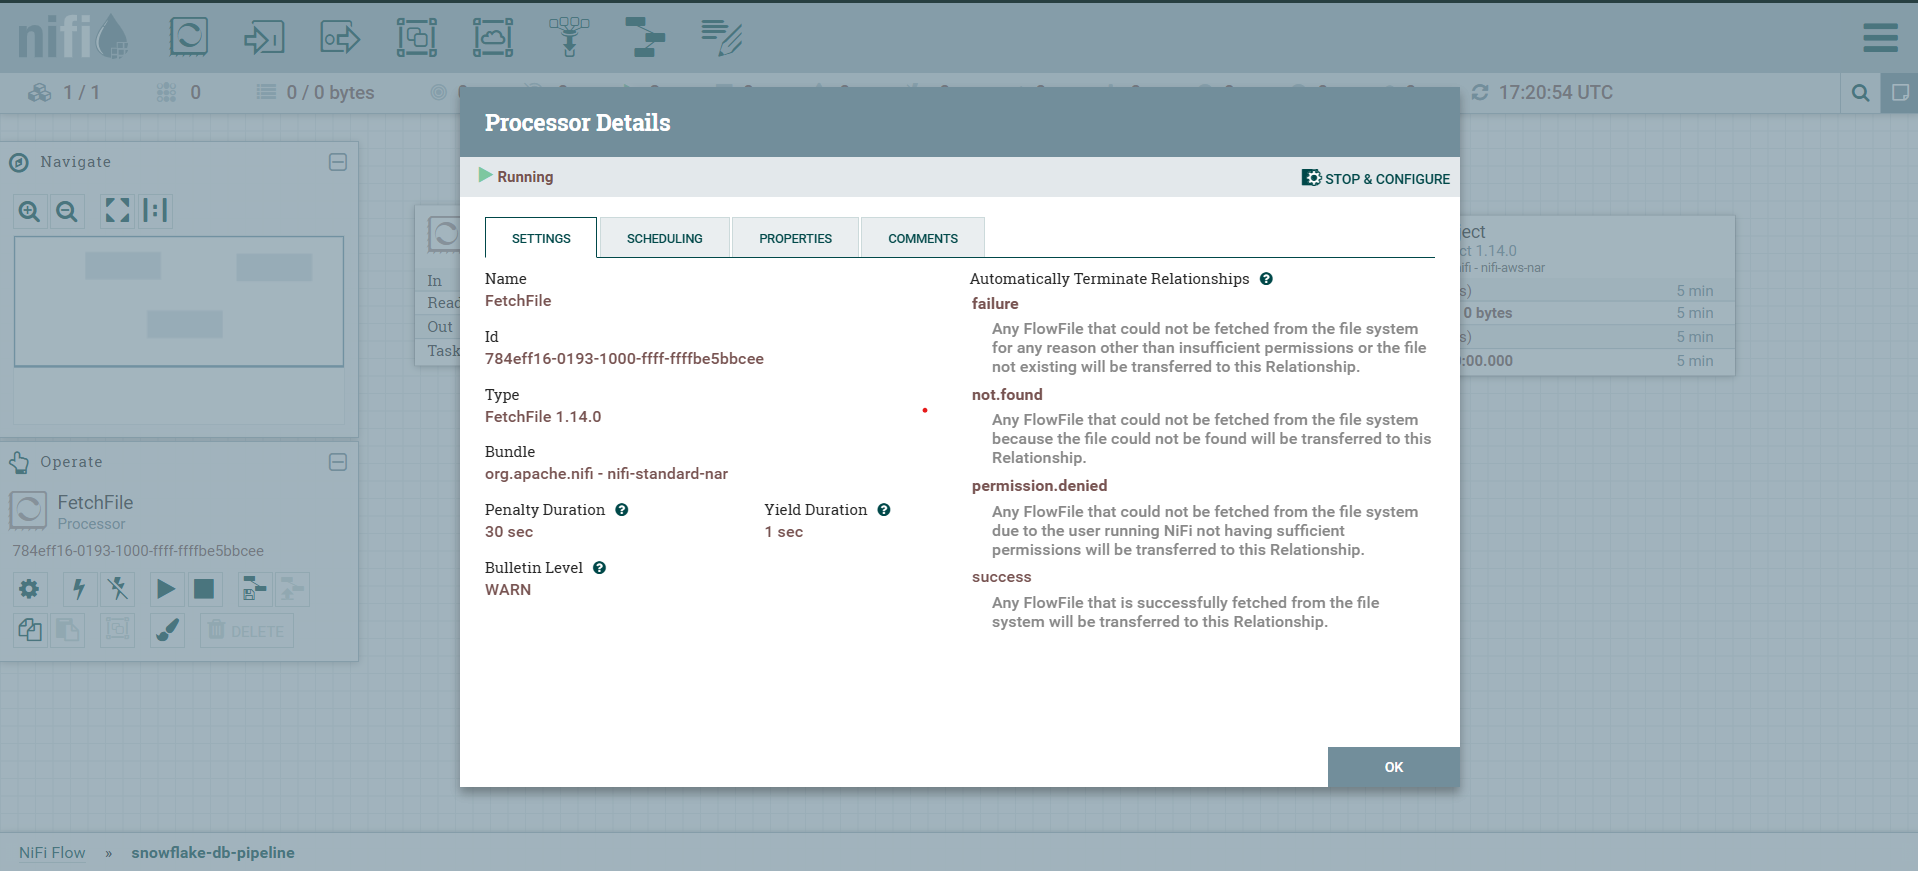 nifi
1 / 1
0
0 / 0 bytes
17:20:54 UTC
Navigate
Operate
FetchFile
Processor
784eff16-0193-1000-ffff-ffffbe5bbcee
DELETE
In
Read
Out
Task
Processor Details
Running
STOP & CONFIGURE
SETTINGS
SCHEDULING
PROPERTIES
COMMENTS
Name
FetchFile
Id
784eff16-0193-1000-ffff-ffffbe5bbcee
Type
FetchFile 1.14.0
Bundle
org.apache.nifi - nifi-standard-nar
Penalty Duration
30 sec
Yield Duration
1 sec
Bulletin Level
WARN
Automatically Terminate Relationships
failure
Any FlowFile that could not be fetched from the file system
for any reason other than insufficient permissions or the file
not existing will be transferred to this Relationship.
not.found
Any FlowFile that could not be fetched from the file system
because the file could not be found will be transferred to this
Relationship.
permission.denied
Any FlowFile that could not be fetched from the file system
due to the user running NiFi not having sufficient
permissions will be transferred to this Relationship.
success
Any FlowFile that is successfully fetched from the file
system will be transferred to this Relationship.
OK
ect
ct 1.14.0
ifi - nifi-aws-nar
s) 5 min
0 bytes 5 min
s) 5 min
:00.000 5 min
NiFi Flow » snowflake-db-pipeline